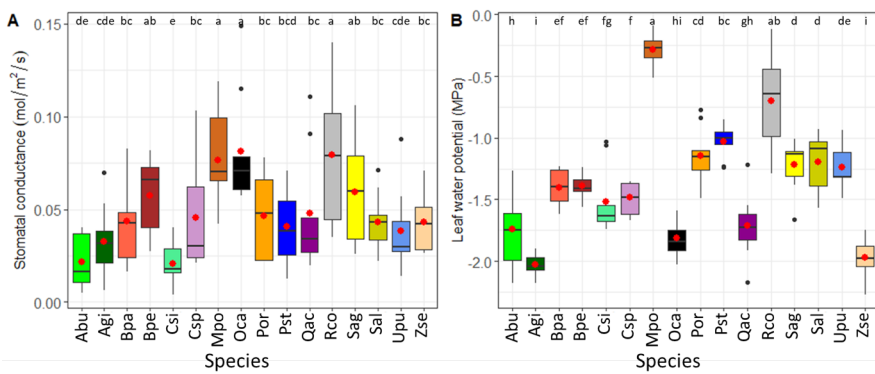 A
Stomatal conductance (mol/m²/s)
0.15
0.10
0.05
0.00
de cde bc ab e bc a a bc bcd bc a ab bc cde bc
Abu Agi Bpa Bpe Csi Csp Mpo Oca Por Pst Qac Rco Sag Sal Upu Zse
Species
B
Leaf water potential (MPa)
0.0
-0.5
-1.0
-1.5
-2.0
h i ef ef fg f a hi cd bc gh ab d d de i
Abu Agi Bpa Bpe Csi Csp Mpo Oca Por Pst Qac Rco Sag Sal Upu Zse
Species